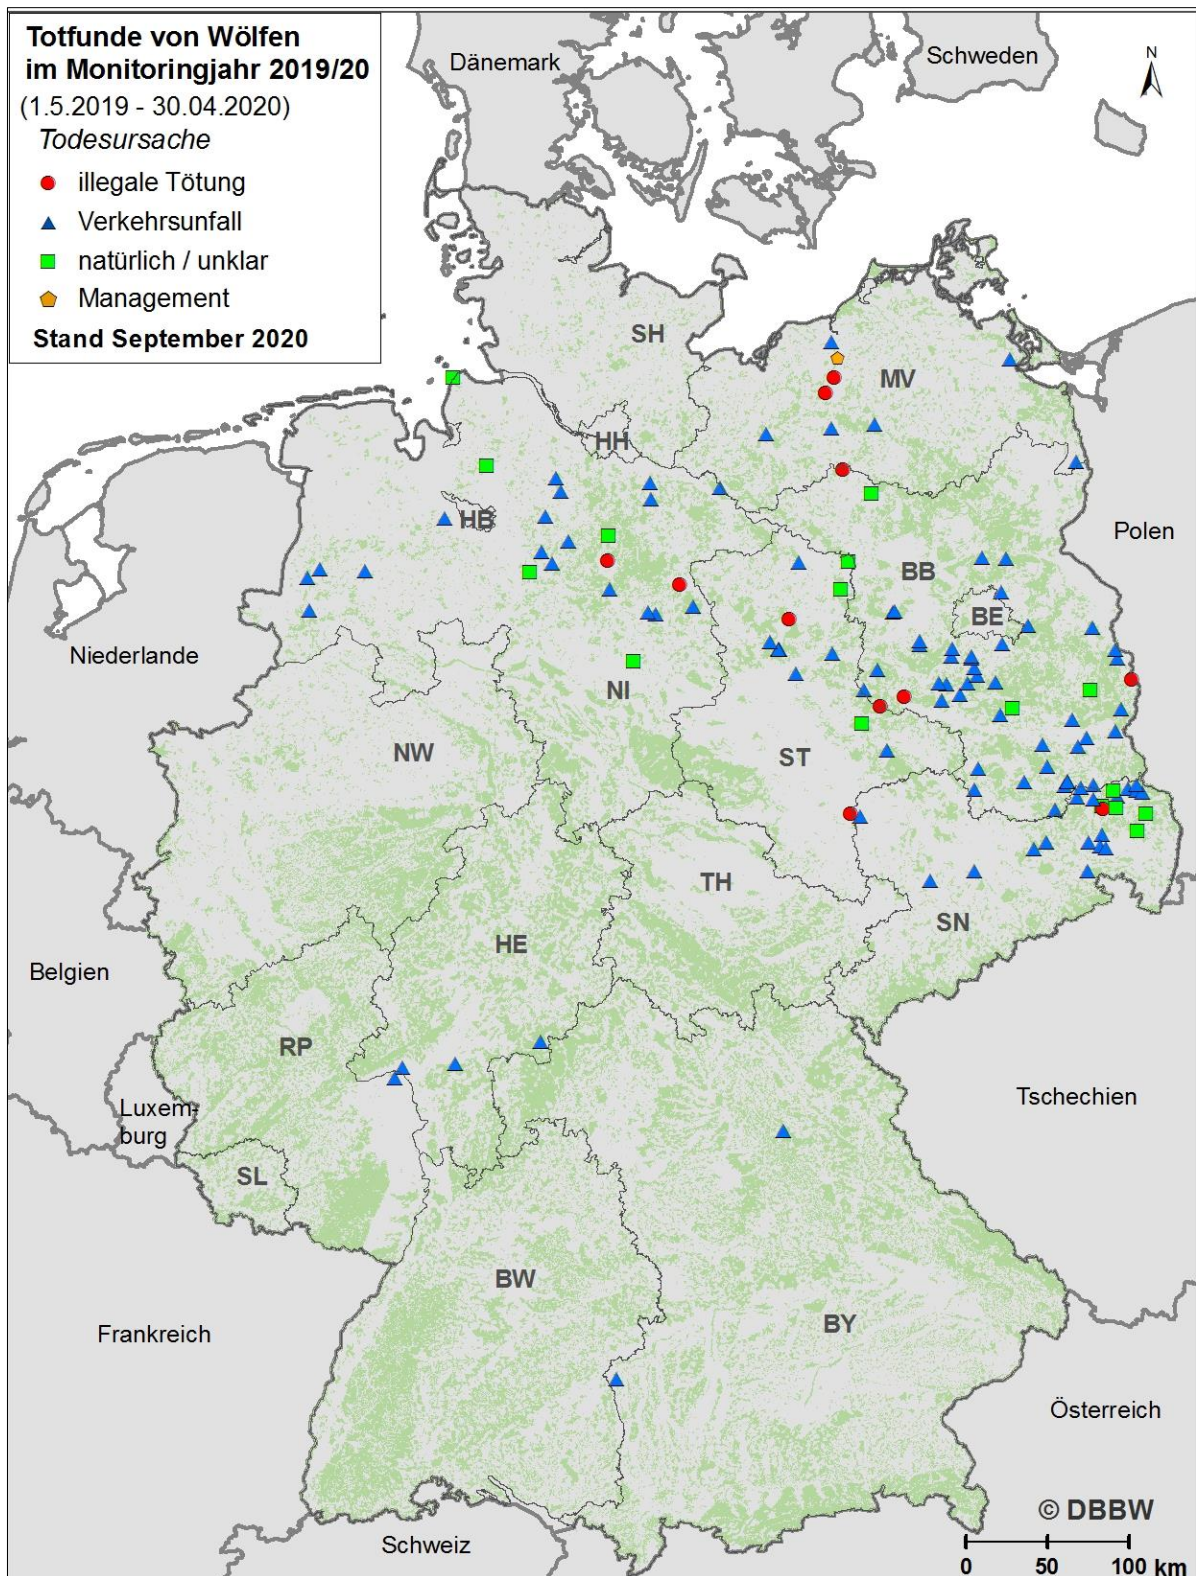 Totfunde von Wölfen
im Monitoringjahr 2019/20
(1.5.2019 - 30.04.2020)
Todesursache
illegale Tötung
Verkehrsunfall
natürlich / unklar
Management
Stand September 2020
Dänemark
Schweden
N
SH
MV
HH
HB
Polen
BB
BE
Niederlande
NI
NW
ST
TH
HE
SN
Belgien
RP
Luxem-
burg
Tschechien
SL
BW
BY
Frankreich
Österreich
© DBBW
Schweiz
0 50 100 km